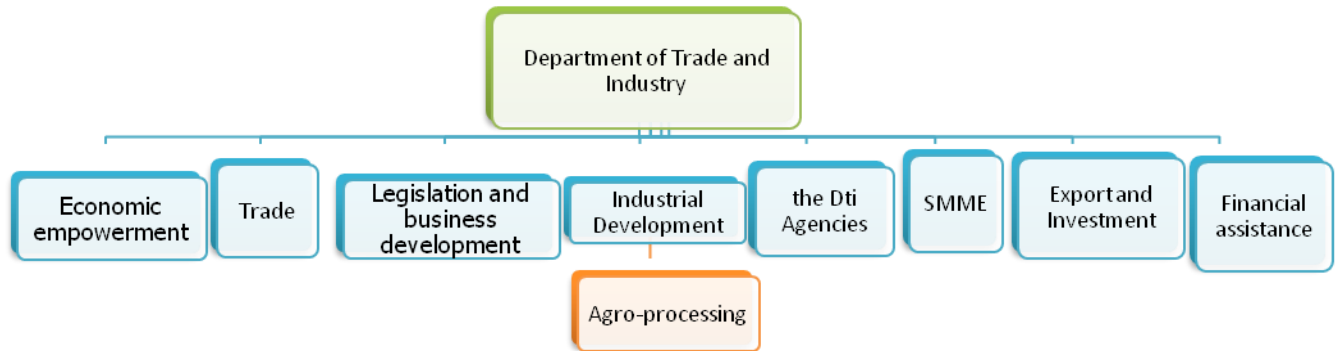 Department of Trade and
Industry
Economic
empowerment
Trade
Legislation and
business
development
Industrial
Development
the Dti
Agencies
SMME
Export and
Investment
Financial
assistance
Agro-processing